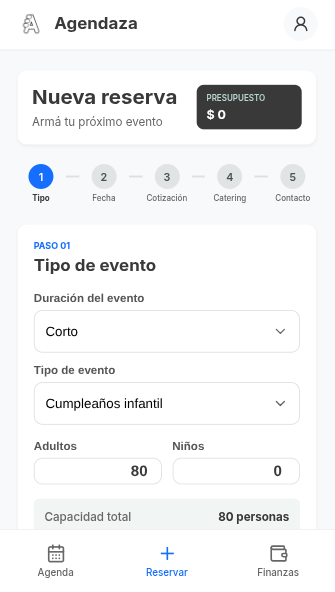 Agendaza
Nueva reserva
Armá tu próximo evento
PRESUPUESTO
$ 0
1 2 3 4 5
Tipo Fecha Cotización Catering Contacto
PASO 01
Tipo de evento
Duración del evento
Corto
Tipo de evento
Cumpleaños infantil
Adultos Niños
80 0
Capacidad total 80 personas
Agenda Reservar Finanzas